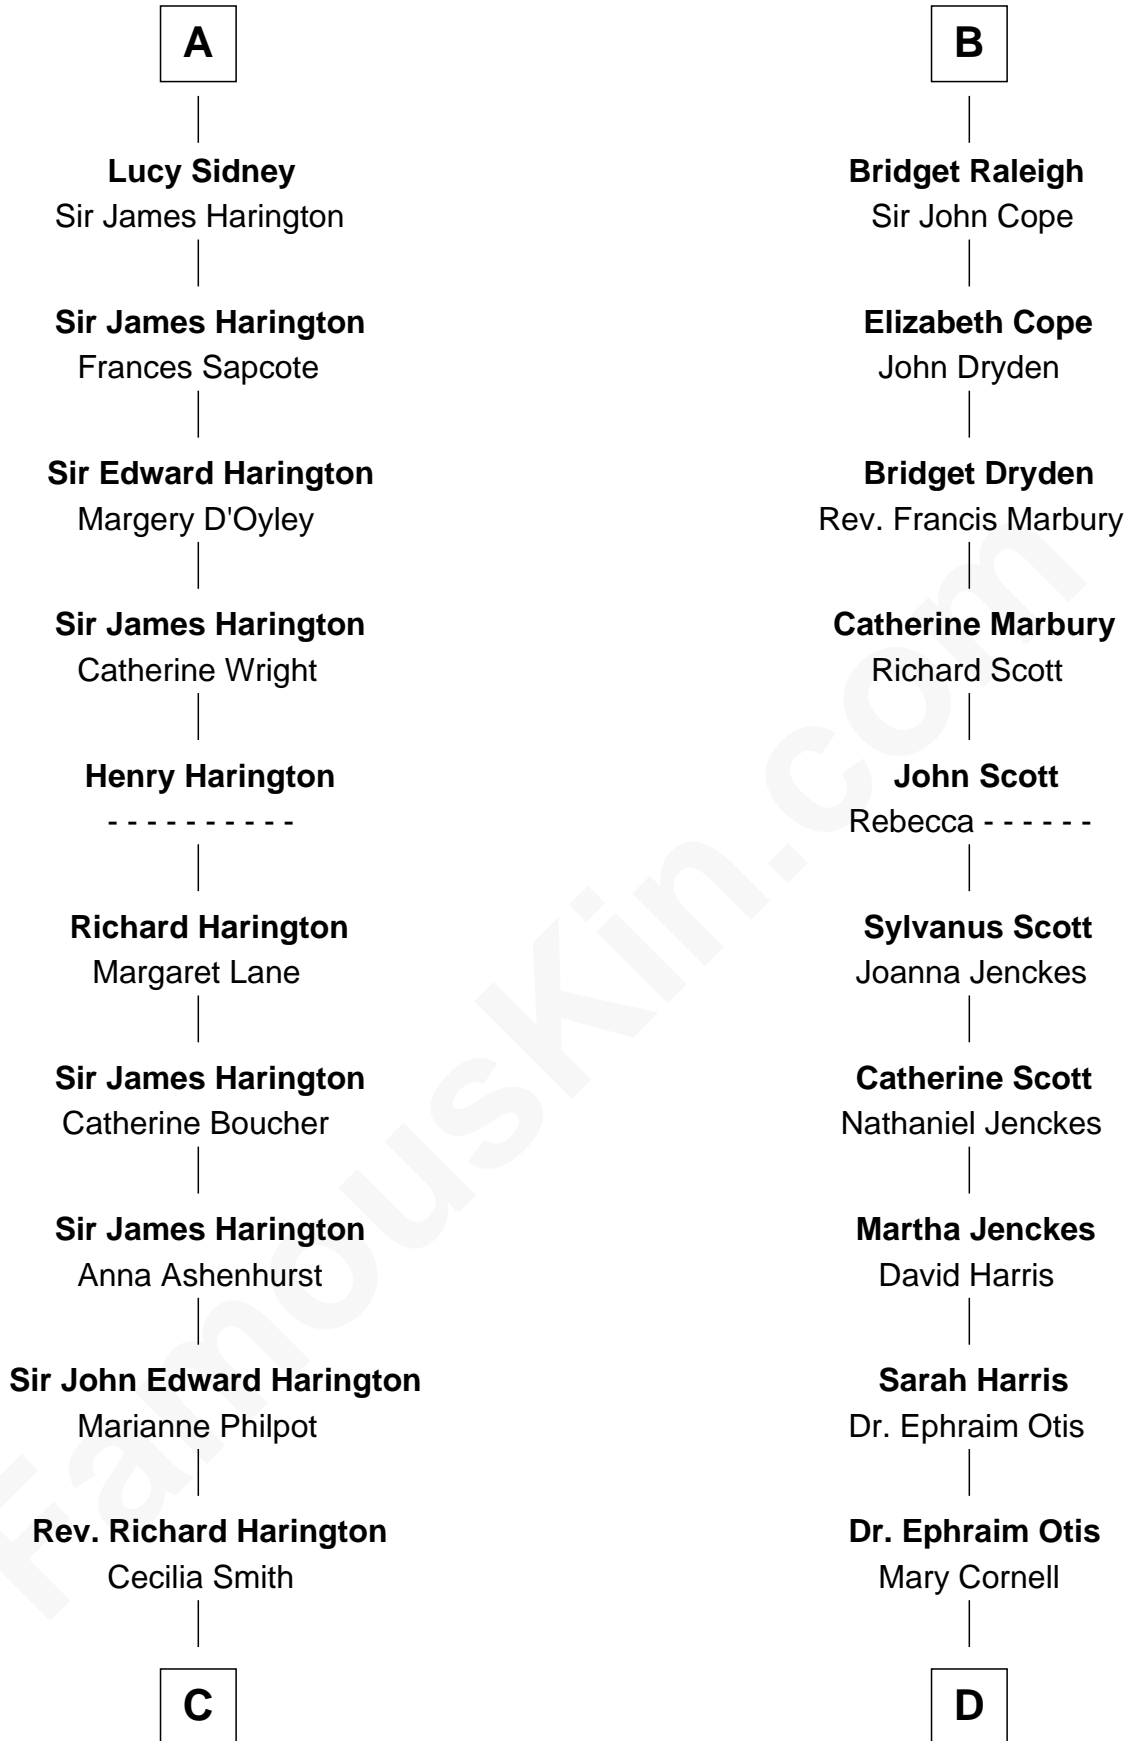 A
Lucy Sidney
Sir James Harington
Sir James Harington
Frances Sapcote
Sir Edward Harington
Margery D'Oyley
Sir James Harington
Catherine Wright
Henry Harington
- - - - - - - - - -
Richard Harington
Margaret Lane
Sir James Harington
Catherine Boucher
Sir James Harington
Anna Ashenhurst
Sir John Edward Harington
Marianne Philpot
Rev. Richard Harington
Cecilia Smith
C
B
Bridget Raleigh
Sir John Cope
Elizabeth Cope
John Dryden
Bridget Dryden
Rev. Francis Marbury
Catherine Marbury
Richard Scott
John Scott
Rebecca - - - - - -
Sylvanus Scott
Joanna Jenckes
Catherine Scott
Nathaniel Jenckes
Martha Jenckes
David Harris
Sarah Harris
Dr. Ephraim Otis
Dr. Ephraim Otis
Mary Cornell
D
FamousKin.com